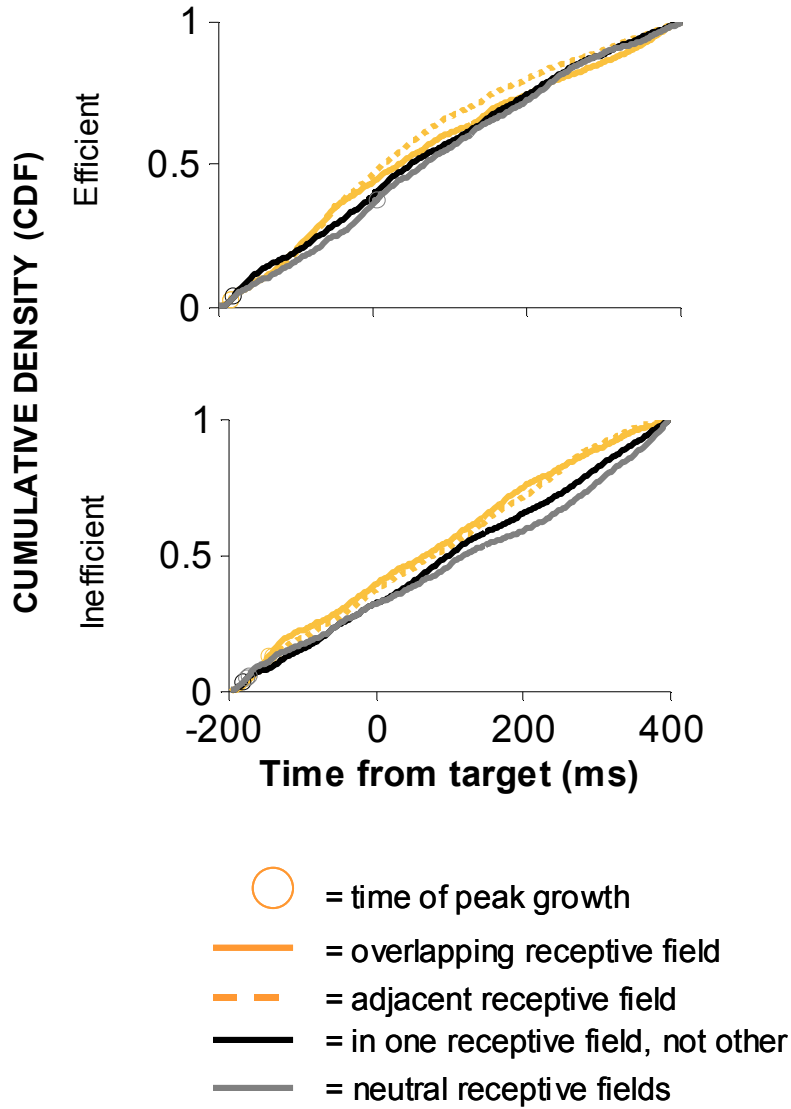 CUMULATIVE DENSITY (CDF)
Efficient
1
0.5
0
Inefficient
1
0.5
0
-200 0 200 400
Time from target (ms)
= time of peak growth
= overlapping receptive field
= adjacent receptive field
= in one receptive field, not other
= neutral receptive fields